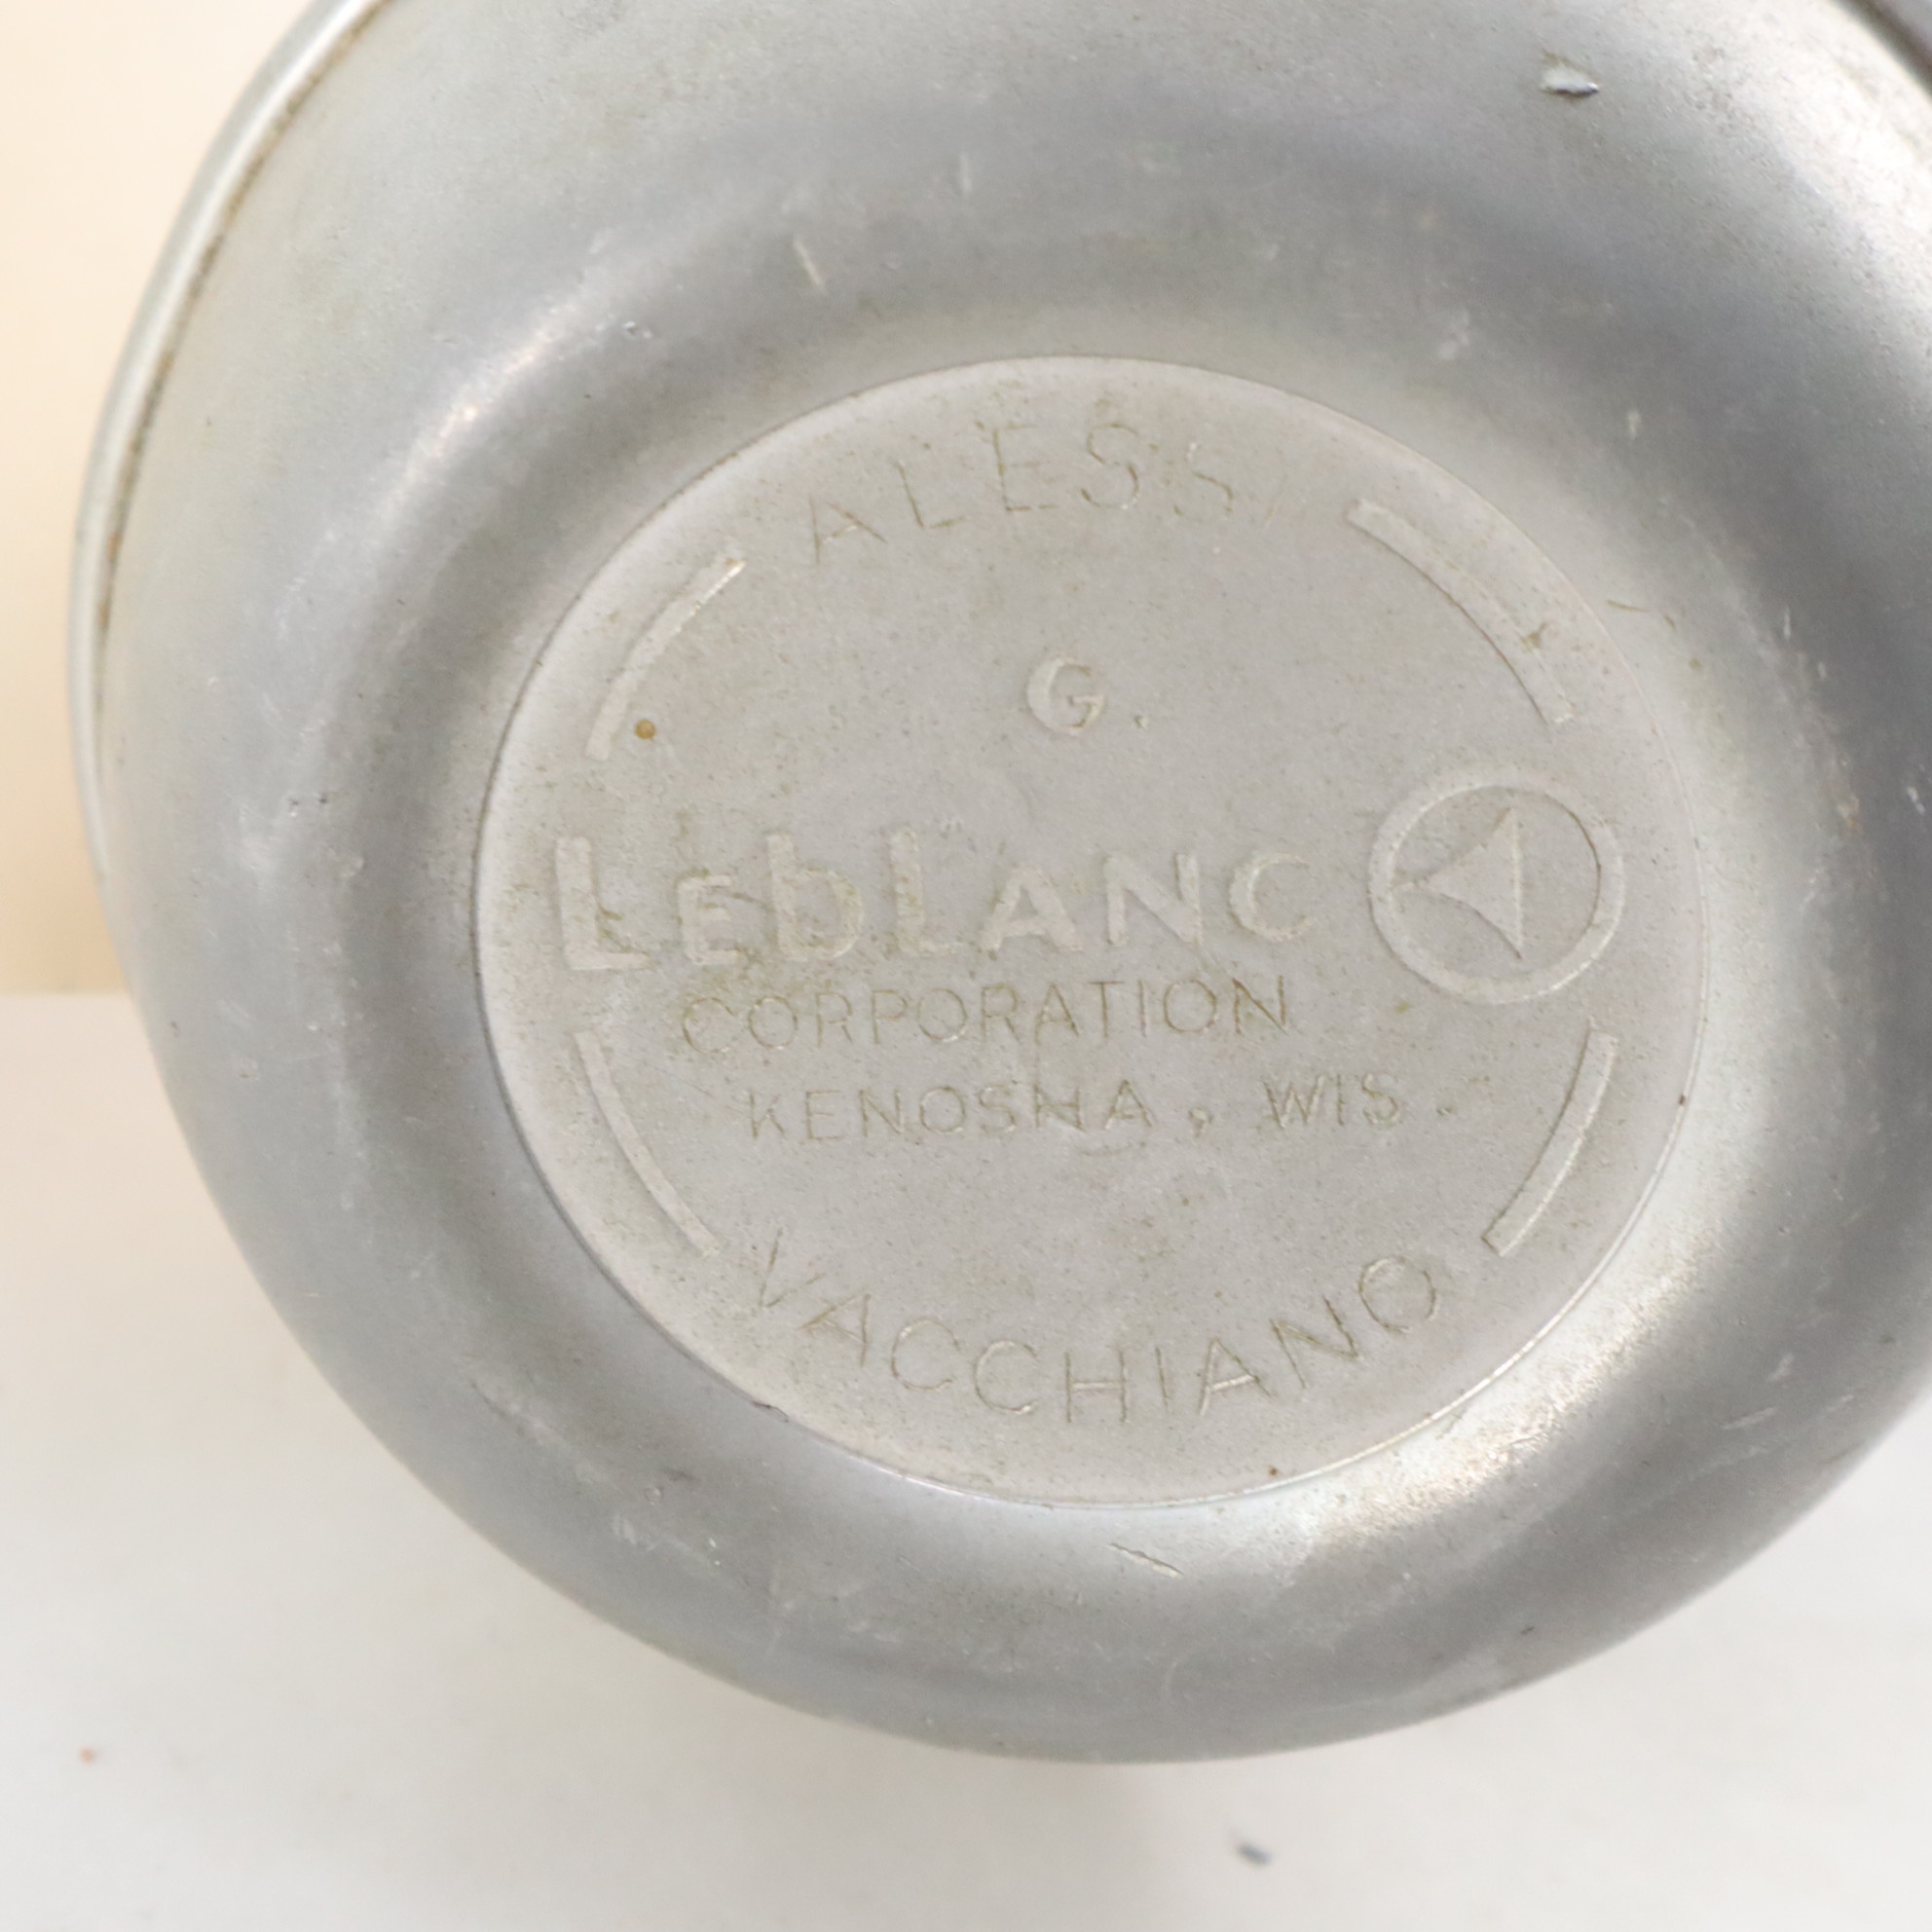 ALESSI
G.
LEbLANC
CORPORATION
KENOSHA, WIS.
VACCHIANO